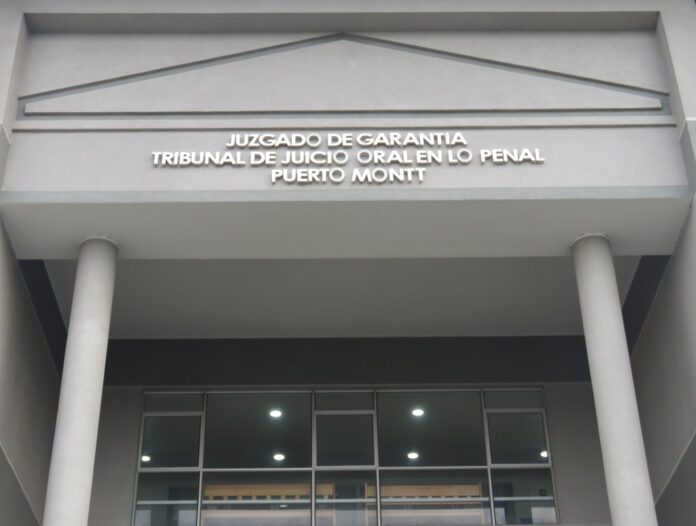 JUZGADO DE GARANTIA
TRIBUNAL DE JUICIO ORAL EN LO PENAL
PUERTO MONTT